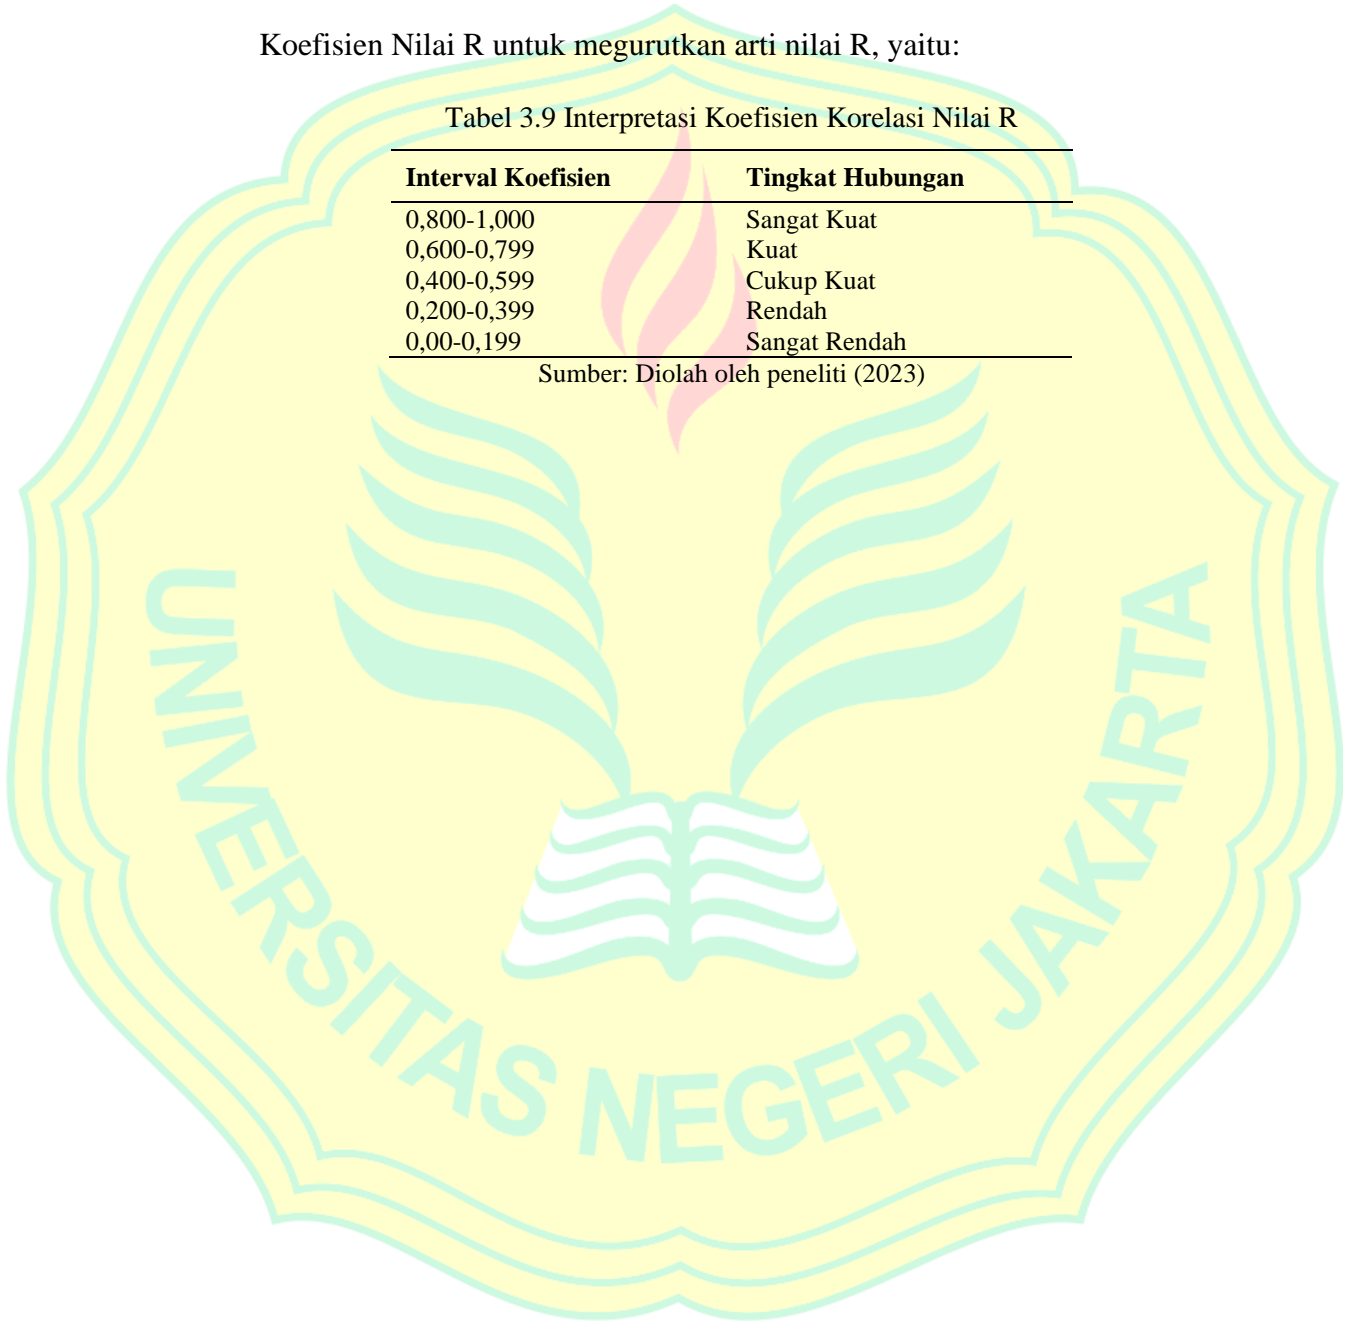 Koefisien Nilai R untuk megurutkan arti nilai R, yaitu:
Tabel 3.9 Interpretasi Koefisien Korelasi Nilai R
Interval Koefisien Tingkat Hubungan
0,800-1,000 Sangat Kuat
0,600-0,799 Kuat
0,400-0,599 Cukup Kuat
0,200-0,399 Rendah
0,00-0,199 Sangat Rendah
Sumber: Diolah oleh peneliti (2023)
UNIVERSITAS NEGERI JAKARTA